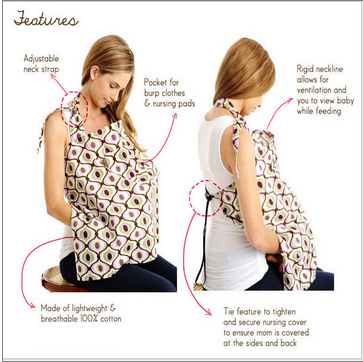 Features
Adjustable
neck strap
Pocket for
burp clothes
& nursing pads
Rigid neckline
allows for
ventilation and
you to view baby
while feeding
Made of lightweight &
breathable 100% cotton
Tie feature to tighten
and secure nursing cover
to ensure mom is covered
at the sides and back